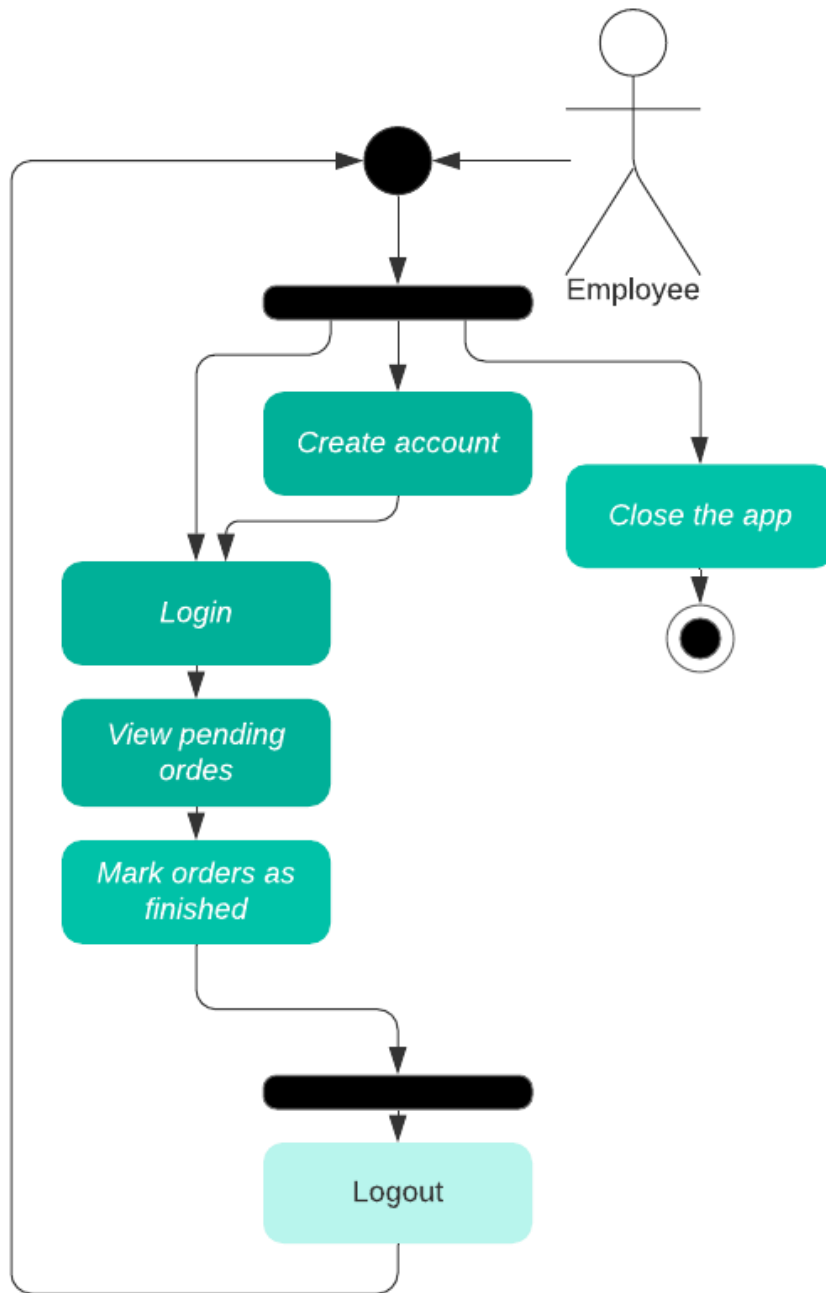 Employee
Create account
Close the app
Login
View pending
ordes
Mark orders as
finished
Logout